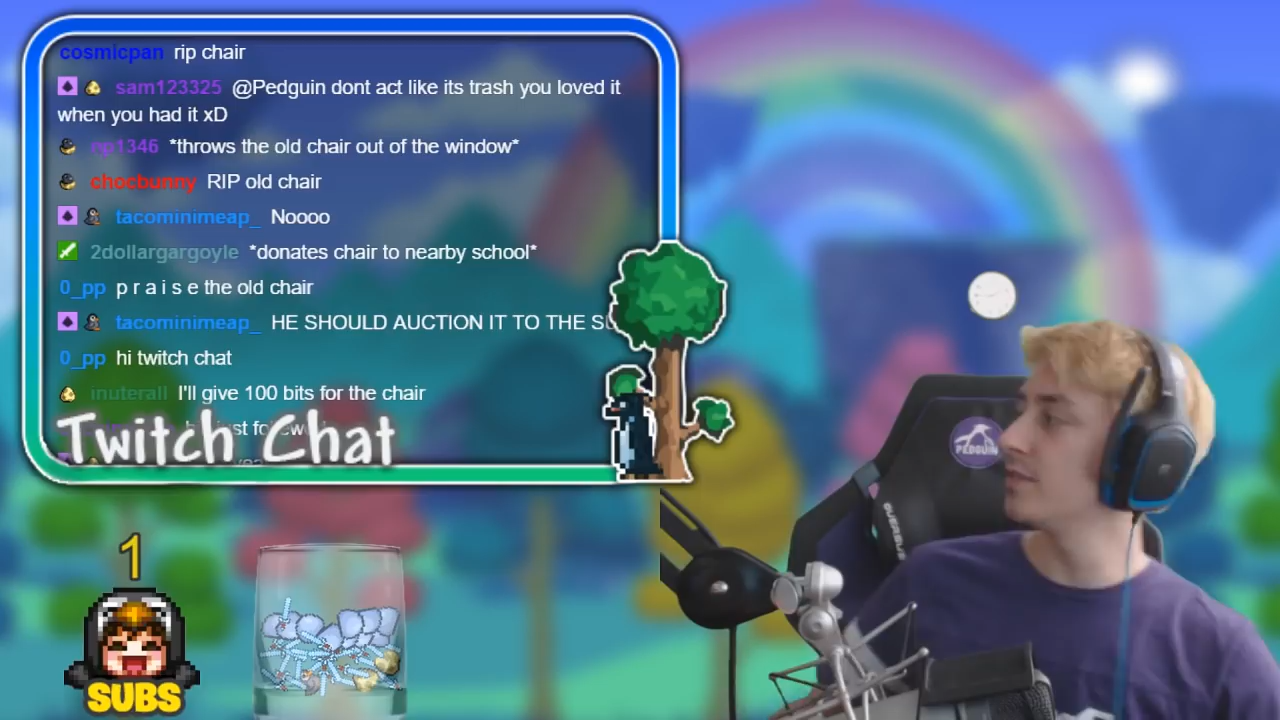 cosmicpan rip chair
sam123325 @Pedguin dont act like its trash you loved it
when you had it xD
np1346 *throws the old chair out of the window*
chocbunny RIP old chair
tacominimeap_ Noooo
2dollargargoyle *donates chair to nearby school*
0_pp p r a i s e the old chair
tacominimeap_ HE SHOULD AUCTION IT TO THE
0_pp hi twitch chat
inuterall I'll give 100 bits for the chair
Twitch Chat
PEDGUIN
1
SUBS